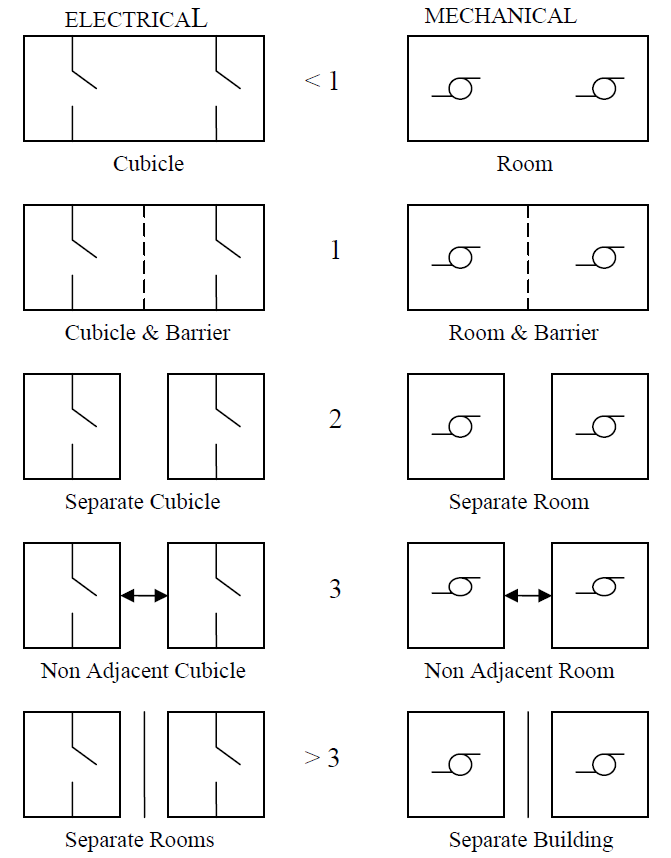 ELECTRICAL
MECHANICAL
< 1
Cubicle
Room
1
Cubicle & Barrier
Room & Barrier
2
Separate Cubicle
Separate Room
3
Non Adjacent Cubicle
Non Adjacent Room
> 3
Separate Rooms
Separate Building